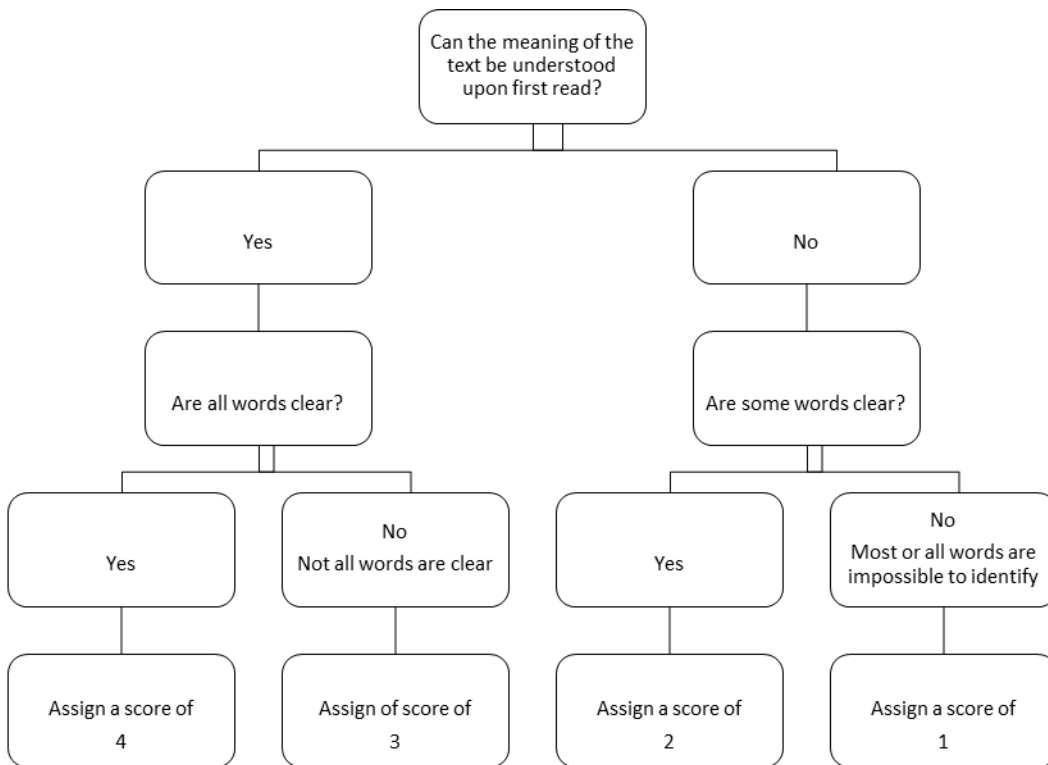 Can the meaning of the
text be understood
upon first read?
Yes
No
Are all words clear?
Are some words clear?
Yes
No
Not all words are clear
Yes
No
Most or all words are
impossible to identify
Assign a score of
4
Assign of score of
3
Assign a score of
2
Assign a score of
1